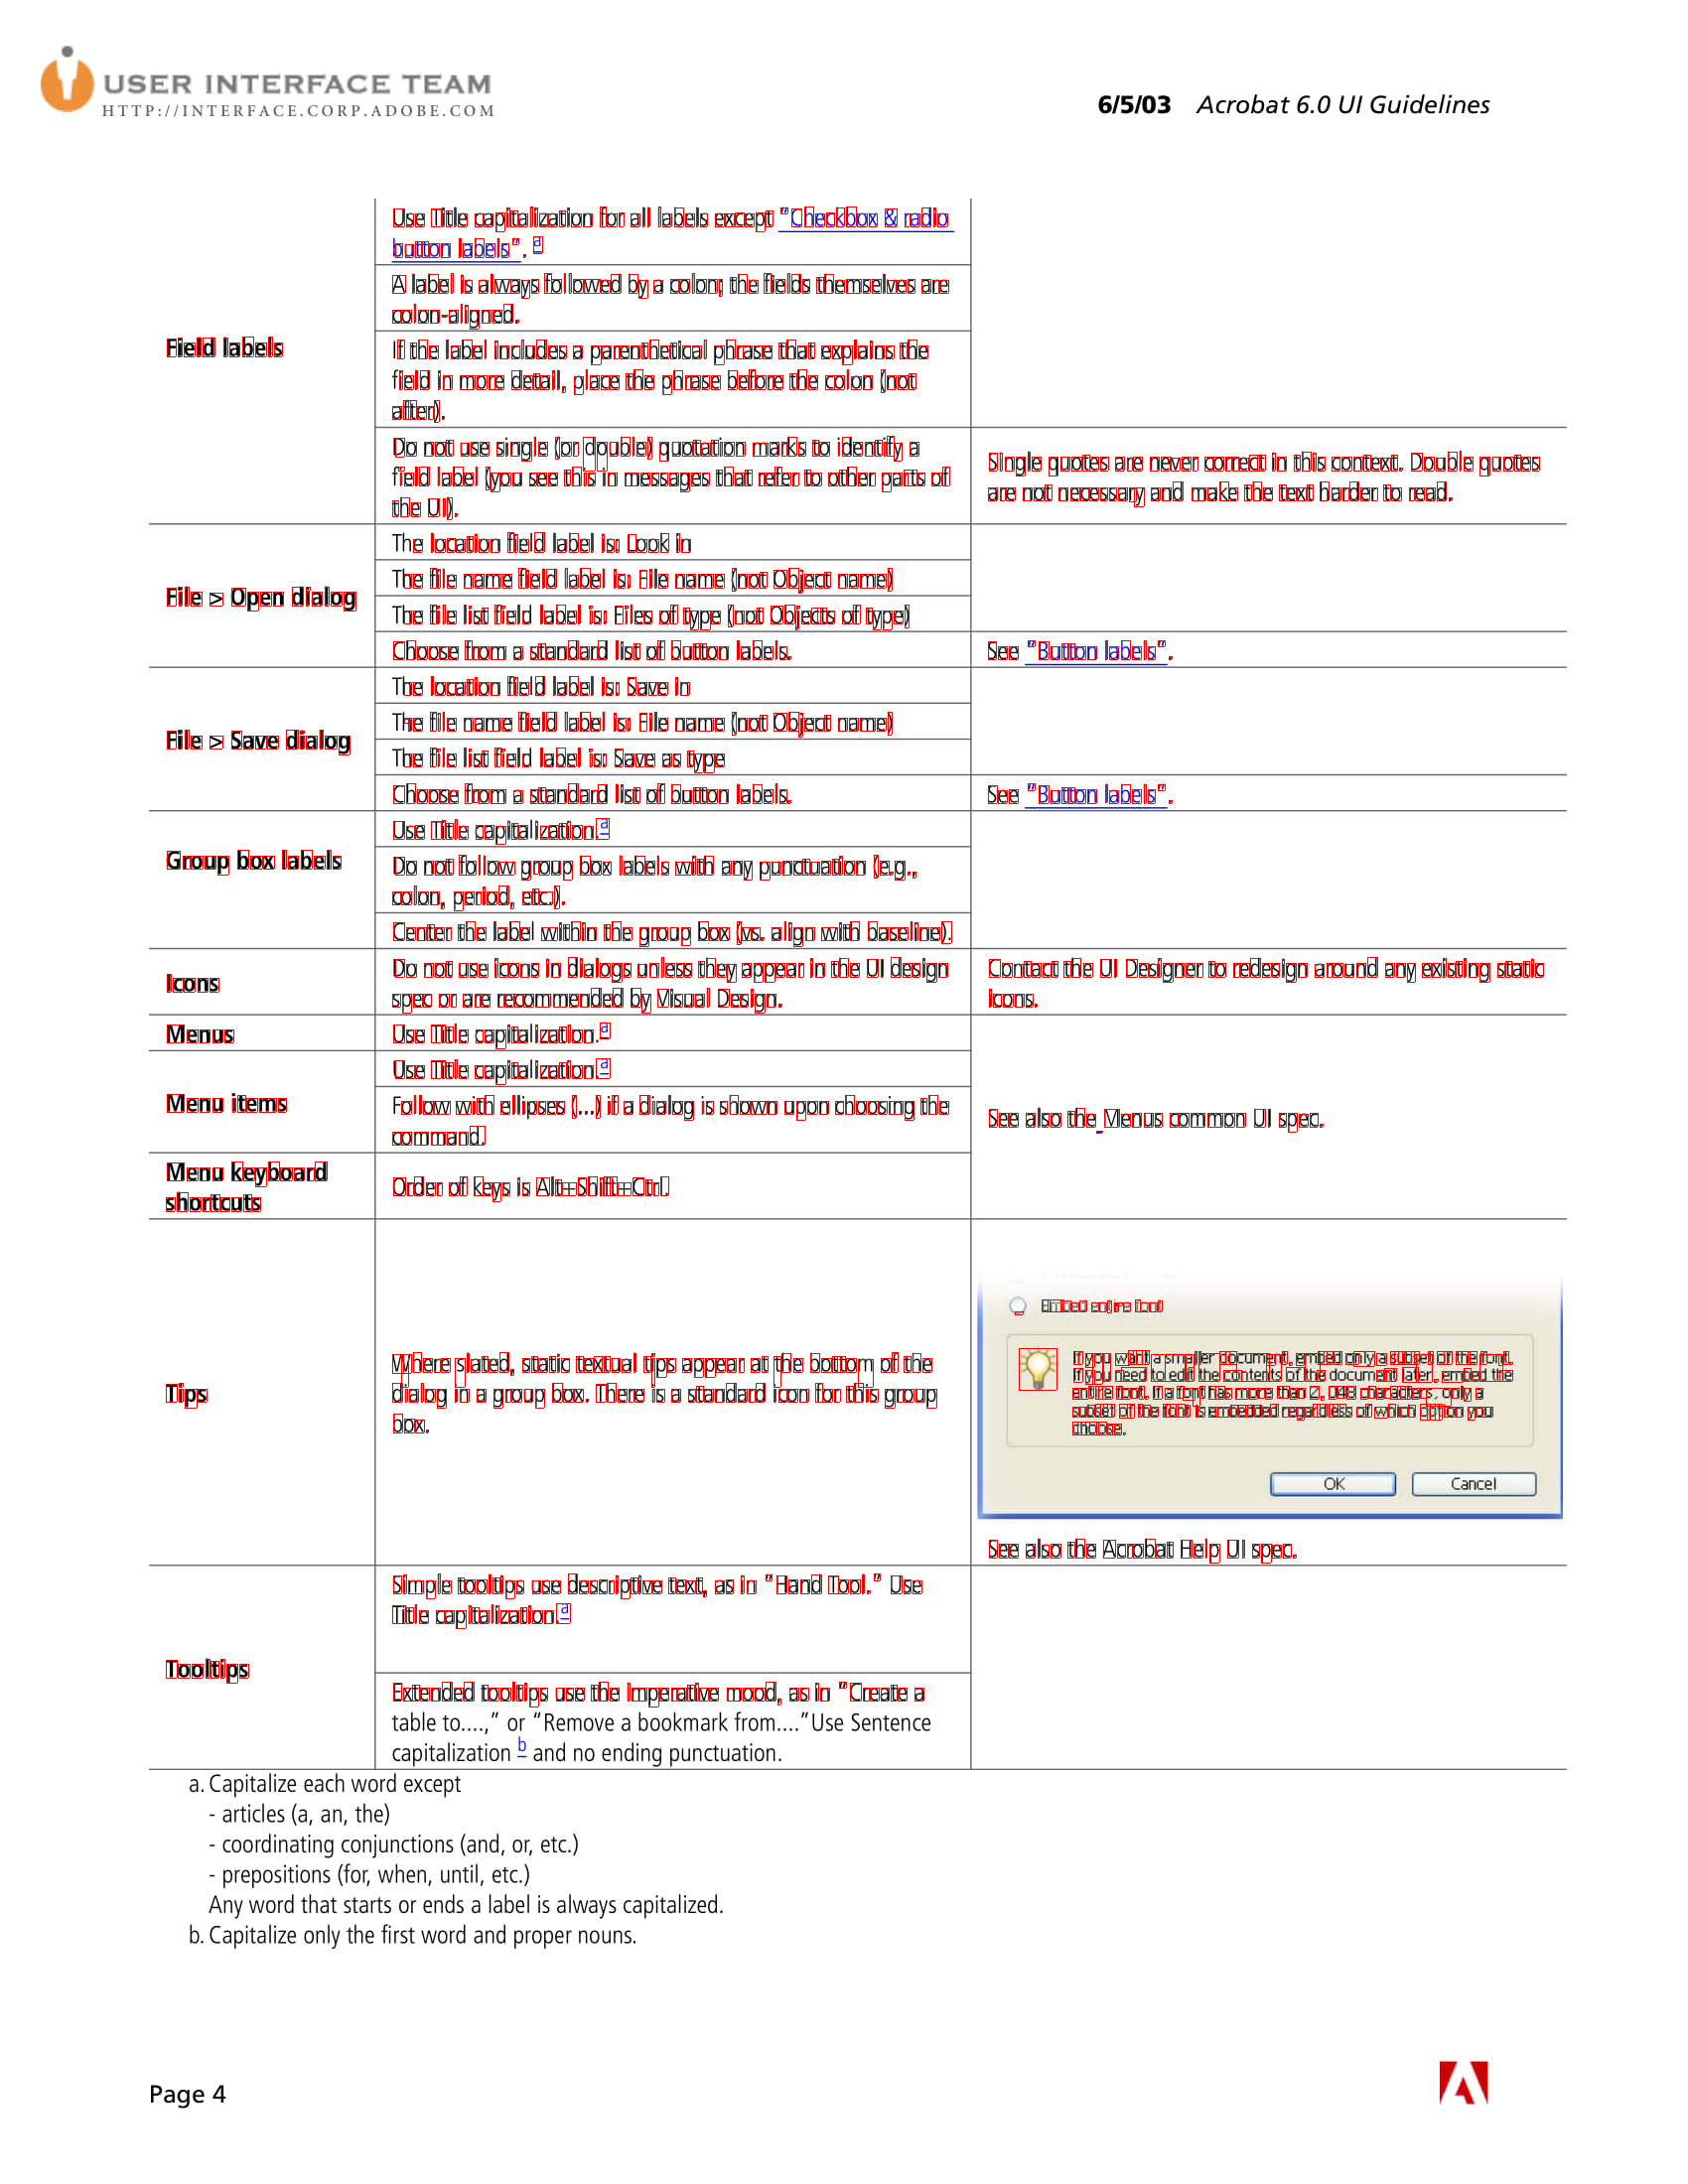 USER INTERFACE TEAM
HTTP://INTERFACE.CORP.ADOBE.COM
6/5/03 Acrobat 6.0 UI Guidelines
Field labels
Use Title capitalization for all labels except “Checkbox & radio
button labels”. a
A label is always followed by a colon; the fields themselves are
colon-aligned.
If the label includes a parenthetical phrase that explains the
field in more detail, place the phrase before the colon (not
after).
Do not use single (or double) quotation marks to identify a
field label (you see this in messages that refer to other parts of
the UI).
Single quotes are never correct in this context. Double quotes
are not necessary and make the text harder to read.
File > Open dialog
The location field label is: Look in
The file name field label is: File name (not Object name)
The file list field label is: Files of type (not Objects of type)
Choose from a standard list of button labels.
See “Button labels”.
File > Save dialog
The location field label is: Save in
The file name field label is: File name (not Object name)
The file list field label is: Save as type
Choose from a standard list of button labels.
See “Button labels”.
Group box labels
Use Title capitalization.a
Do not follow group box labels with any punctuation (e.g.,
colon, period, etc.).
Center the label within the group box (vs. align with baseline).
Icons
Do not use icons in dialogs unless they appear in the UI design
spec or are recommended by Visual Design.
Contact the UI Designer to redesign around any existing static
icons.
Menus
Use Title capitalization.a
Menu items
Use Title capitalization.a
Follow with ellipses (...) if a dialog is shown upon choosing the
command.
See also the Menus common UI spec.
Menu keyboard
shortcuts
Order of keys is Alt+Shift+Ctrl.
Tips
Where slated, static textual tips appear at the bottom of the
dialog in a group box. There is a standard icon for this group
box.
Embed entire font
If you want a smaller document, embed only a subset of the font.
If you need to edit the contents of the document later, embed the
entire font. If a font has more than 2,048 characters, only a
subset of the font is embedded regardless of which option you
choose.
OK
Cancel
See also the Acrobat Help UI spec.
Tooltips
Simple tooltips use descriptive text, as in “Hand Tool.” Use
Title capitalization.a
Extended tooltips use the imperative mood, as in “Create a
table to....,” or “Remove a bookmark from....”Use Sentence
capitalization b and no ending punctuation.
a. Capitalize each word except
- articles (a, an, the)
- coordinating conjunctions (and, or, etc.)
- prepositions (for, when, until, etc.)
Any word that starts or ends a label is always capitalized.
b. Capitalize only the first word and proper nouns.
Page 4